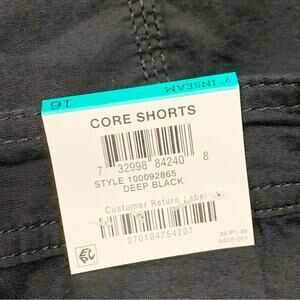 16
7" INSEAM
CORE SHORTS
7 32998 84240 8
STYLE 100092865
DEEP BLACK
Customer Return Label
070104754207